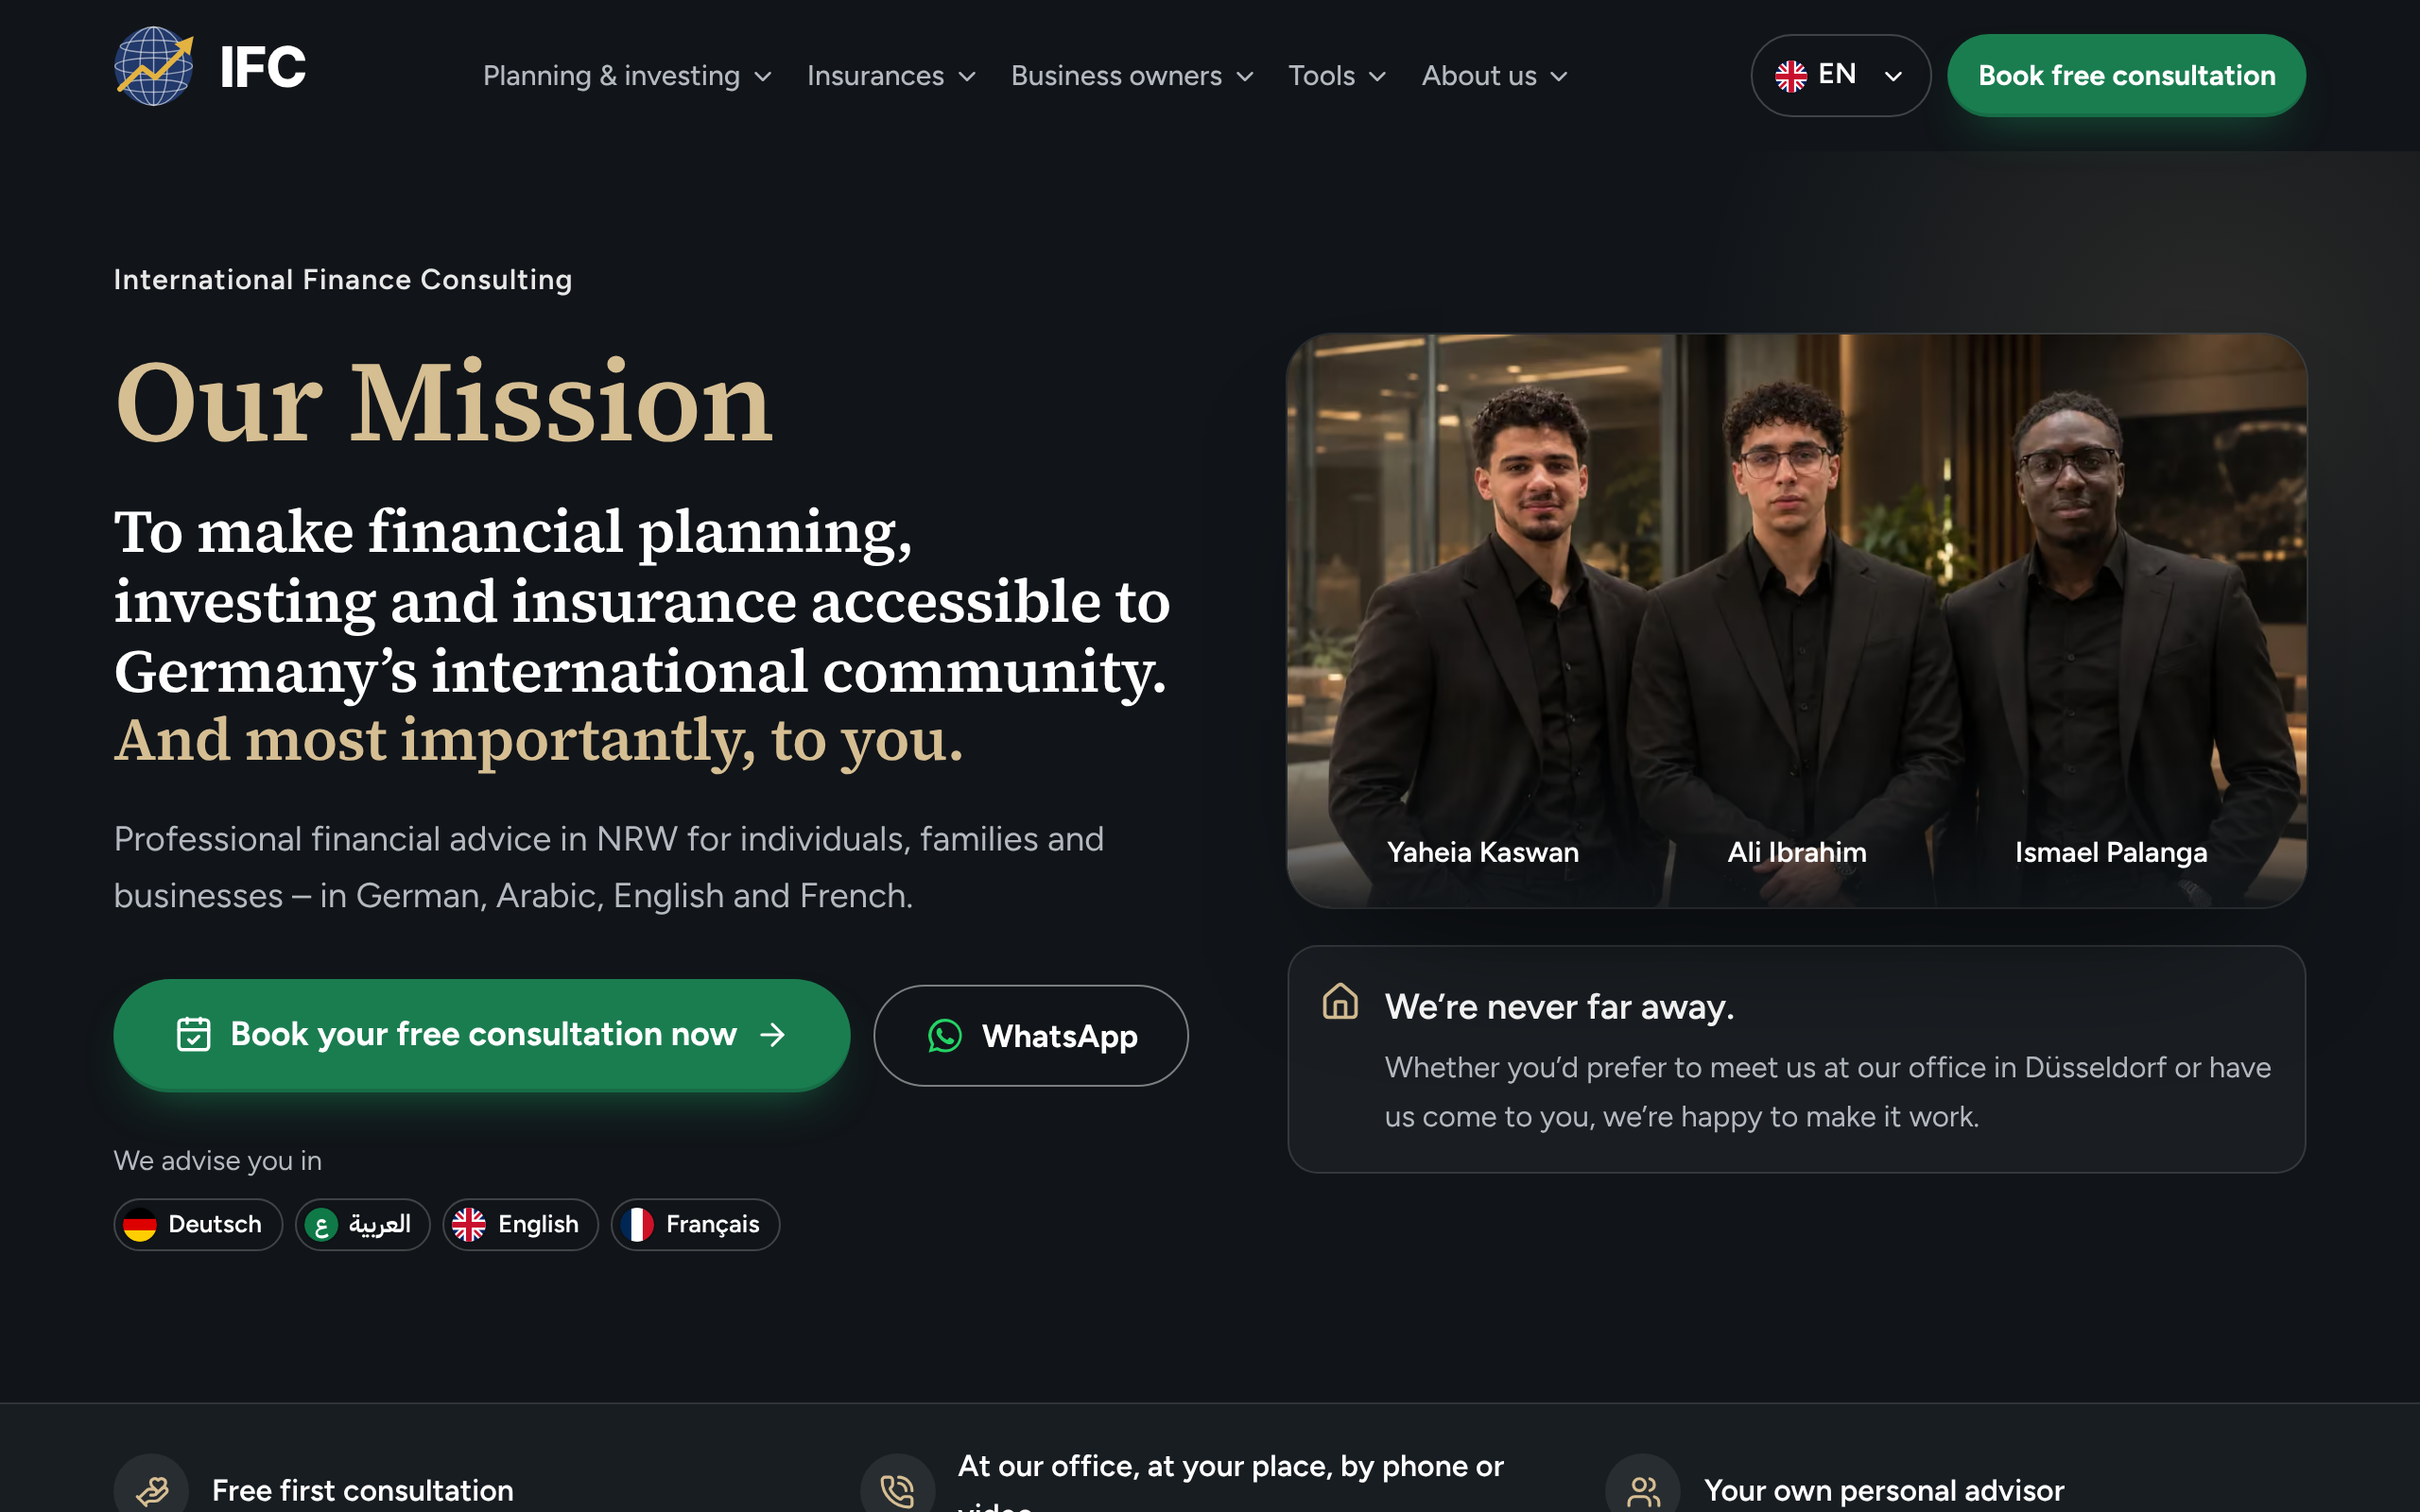 IFC
Planning & investing
Insurances
Business owners
Tools
About us
EN
Book free consultation
International Finance Consulting
Our Mission
To make financial planning,
investing and insurance accessible to
Germany’s international community.
And most importantly, to you.
Professional financial advice in NRW for individuals, families and
businesses – in German, Arabic, English and French.
Book your free consultation now
WhatsApp
We advise you in
Deutsch
ع العربية
English
Français
Yaheia Kaswan
Ali Ibrahim
Ismael Palanga
We’re never far away.
Whether you’d prefer to meet us at our office in Düsseldorf or have
us come to you, we’re happy to make it work.
Free first consultation
At our office, at your place, by phone or
video
Your own personal advisor